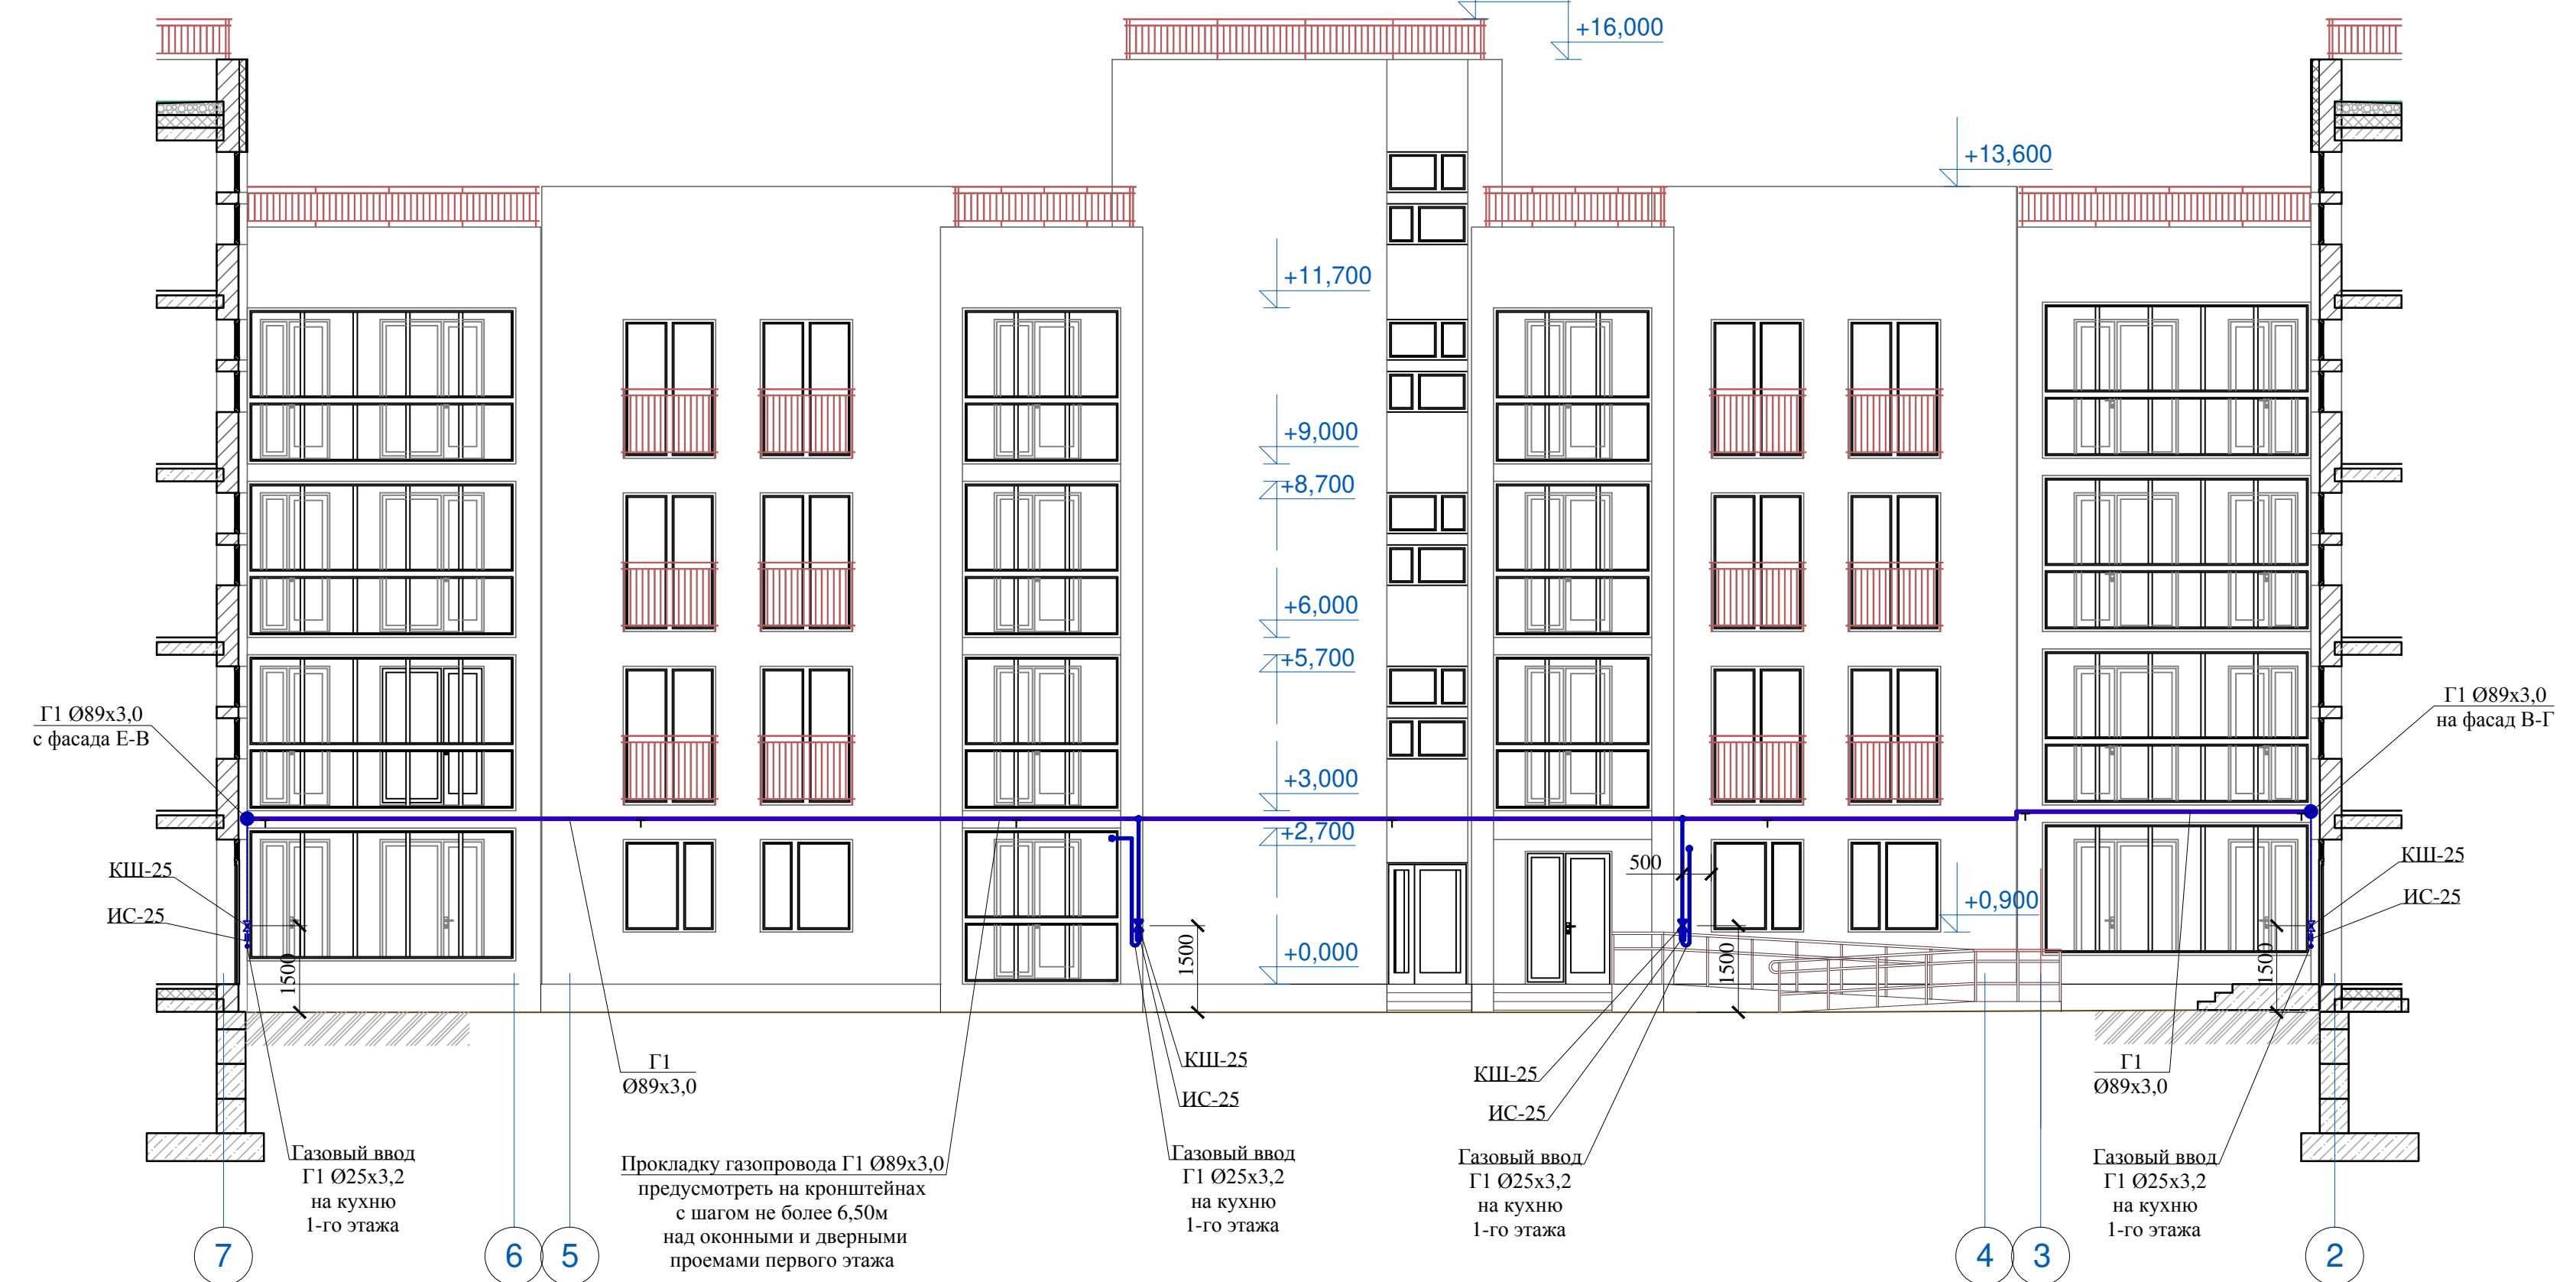 +16,000
+13,600
+11,700
+9,000
+8,700
+6,000
+5,700
Г1 Ø89х3,0
с фасада Е-В
Г1 Ø89х3,0
на фасад В-Г
+3,000
+2,700
500
КШ-25
ИС-25
КШ-25
ИС-25
+0,900
+0,000
1500
1500
1500
1500
Г1
Ø89х3,0
КШ-25
ИС-25
КШ-25
ИС-25
Г1
Ø89х3,0
Газовый ввод
Г1 Ø25х3,2
на кухню
1-го этажа
Прокладку газопровода Г1 Ø89х3,0
предусмотреть на кронштейнах
с шагом не более 6,50м
над оконными и дверными
проемами первого этажа
Газовый ввод
Г1 Ø25х3,2
на кухню
1-го этажа
Газовый ввод
Г1 Ø25х3,2
на кухню
1-го этажа
Газовый ввод
Г1 Ø25х3,2
на кухню
1-го этажа
7
6
5
4
3
2